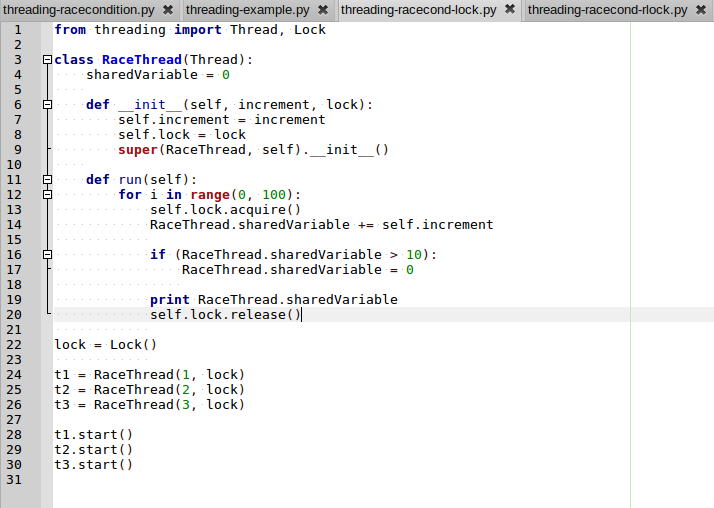 threading-racecondition.py ✖ threading-example.py ✖ threading-racecond-lock.py ✖ threading-racecond-rlock.py ✖
1 from threading import Thread, Lock
2
3 class RaceThread(Thread):
4     sharedVariable = 0
5
6     def __init__(self, increment, lock):
7         self.increment = increment
8         self.lock = lock
9         super(RaceThread, self).__init__()
10
11     def run(self):
12         for i in range(0, 100):
13             self.lock.acquire()
14             RaceThread.sharedVariable += self.increment
15
16             if (RaceThread.sharedVariable > 10):
17                 RaceThread.sharedVariable = 0
18
19             print RaceThread.sharedVariable
20             self.lock.release()
21
22 lock = Lock()
23
24 t1 = RaceThread(1, lock)
25 t2 = RaceThread(2, lock)
26 t3 = RaceThread(3, lock)
27
28 t1.start()
29 t2.start()
30 t3.start()
31